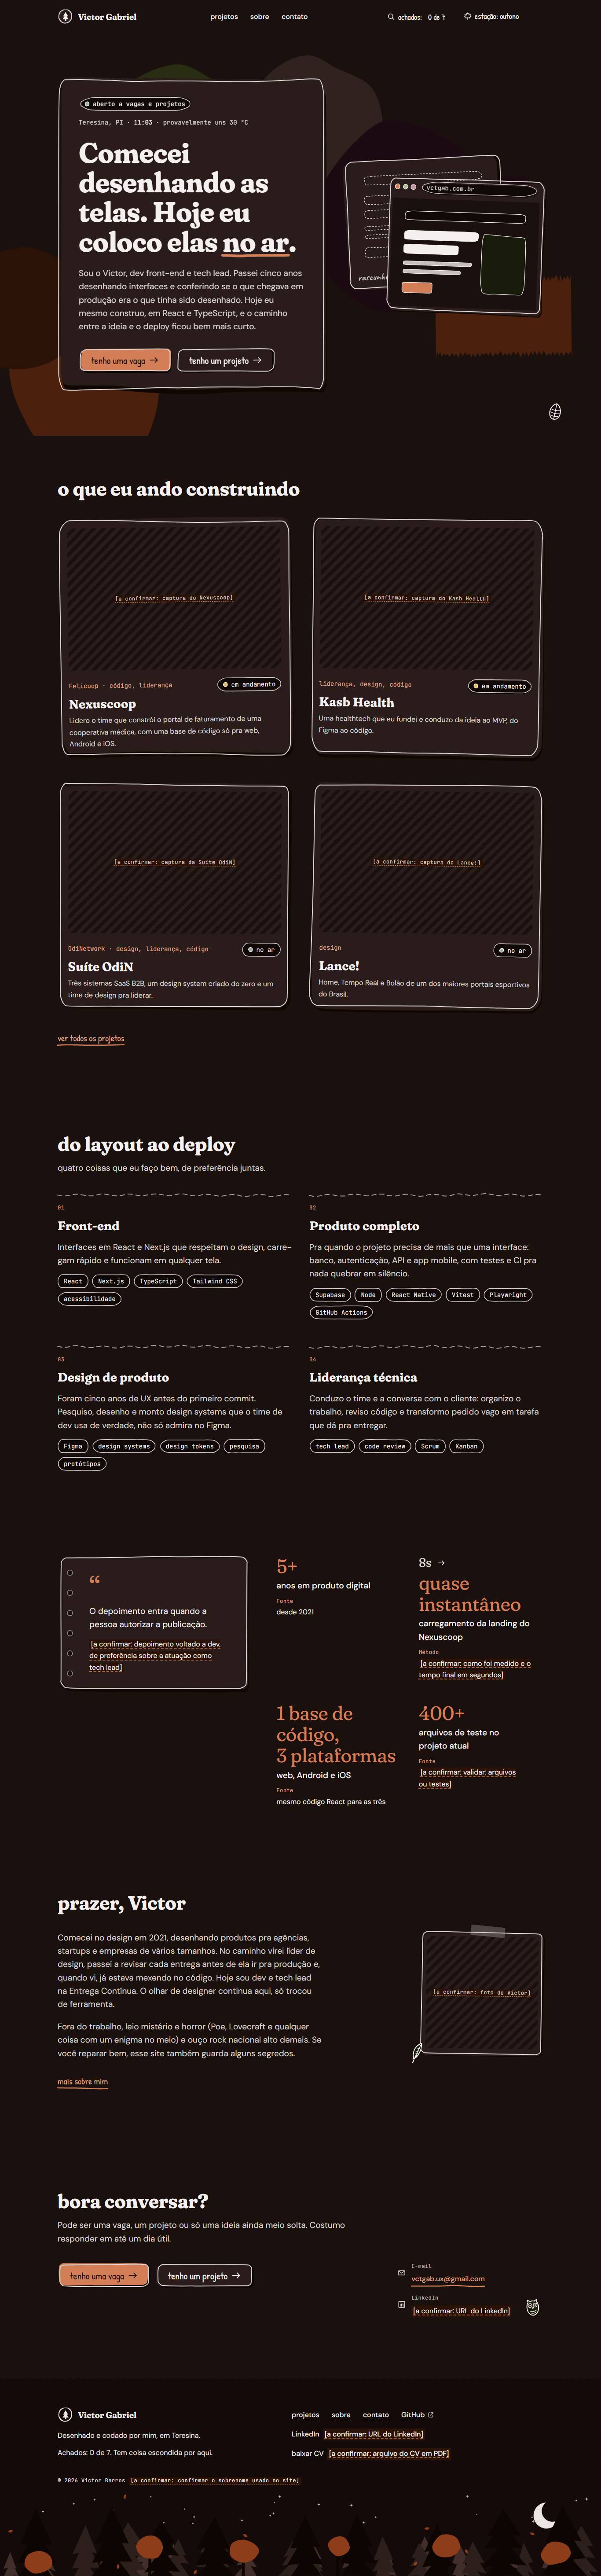 Victor Gabriel
projetos sobre contato
achados: 0 de 7
estação: outono
aberto a vagas e projetos
Teresina, PI · 11:03 · provavelmente uns 30 °C
Comecei
desenhando as
telas. Hoje eu
coloco elas no ar.
Sou o Victor, dev front-end e tech lead. Passei cinco anos
desenhando interfaces e conferindo se o que chegava em
produção era o que tinha sido desenhado. Hoje eu
mesmo construo, em React e TypeScript, e o caminho
entre a ideia e o deploy ficou bem mais curto.
tenho uma vaga →
tenho um projeto →
rascunho
vctgab.com.br
o que eu ando construindo
[a confirmar: captura do Nexuscoop]
Felicoop · código, liderança
em andamento
Nexuscoop
Lidero o time que constrói o portal de faturamento de uma
cooperativa médica, com uma base de código só pra web,
Android e iOS.
[a confirmar: captura do Kasb Health]
liderança, design, código
em andamento
Kasb Health
Uma healthtech que eu fundei e conduzo da ideia ao MVP, do
Figma ao código.
[a confirmar: captura da Suíte OdiN]
OdiNetwork · design, liderança, código
no ar
Suíte OdiN
Três sistemas SaaS B2B, um design system criado do zero e um
time de design pra liderar.
[a confirmar: captura do Lance!]
design
no ar
Lance!
Home, Tempo Real e Bolão de um dos maiores portais esportivos
do Brasil.
ver todos os projetos
do layout ao deploy
quatro coisas que eu faço bem, de preferência juntas.
01
Front-end
Interfaces em React e Next.js que respeitam o design, carre-
gam rápido e funcionam em qualquer tela.
React Next.js TypeScript Tailwind CSS
acessibilidade
02
Produto completo
Pra quando o projeto precisa de mais que uma interface:
banco, autenticação, API e app mobile, com testes e CI pra
nada quebrar em silêncio.
Supabase Node React Native Vitest Playwright
GitHub Actions
03
Design de produto
Foram cinco anos de UX antes do primeiro commit.
Pesquiso, desenho e monto design systems que o time de
dev usa de verdade, não só admira no Figma.
Figma design systems design tokens pesquisa
protótipos
04
Liderança técnica
Conduzo o time e a conversa com o cliente: organizo o
trabalho, reviso código e transformo pedido vago em tarefa
que dá pra entregar.
tech lead code review Scrum Kanban
“
O depoimento entra quando a
pessoa autorizar a publicação.
[a confirmar: depoimento voltado a dev,
de preferência sobre a atuação como
tech lead]
5+
anos em produto digital
Fonte
desde 2021
8s →
quase
instantâneo
carregamento da landing do
Nexuscoop
Método
[a confirmar: como foi medido e o
tempo final em segundos]
1 base de
código,
3 plataformas
web, Android e iOS
Fonte
mesmo código React para as três
400+
arquivos de teste no
projeto atual
Fonte
[a confirmar: validar: arquivos
ou testes]
prazer, Victor
Comecei no design em 2021, desenhando produtos pra agências,
startups e empresas de vários tamanhos. No caminho virei líder de
design, passei a revisar cada entrega antes de ela ir pra produção e,
quando vi, já estava mexendo no código. Hoje sou dev e tech lead
na Entrega Contínua. O olhar de designer continua aqui, só trocou
de ferramenta.
Fora do trabalho, leio mistério e horror (Poe, Lovecraft e qualquer
coisa com um enigma no meio) e ouço rock nacional alto demais. Se
você reparar bem, esse site também guarda alguns segredos.
mais sobre mim
[a confirmar: foto do Victor]
bora conversar?
Pode ser uma vaga, um projeto ou só uma ideia ainda meio solta. Costumo
responder em até um dia útil.
tenho uma vaga →
tenho um projeto →
E-mail
vctgab.ux@gmail.com
LinkedIn
[a confirmar: URL do LinkedIn]
Victor Gabriel
Desenhado e codado por mim, em Teresina.
Achados: 0 de 7. Tem coisa escondida por aqui.
projetos sobre contato GitHub
LinkedIn [a confirmar: URL do LinkedIn]
baixar CV [a confirmar: arquivo do CV em PDF]
© 2026 Victor Barros [a confirmar: confirmar o sobrenome usado no site]